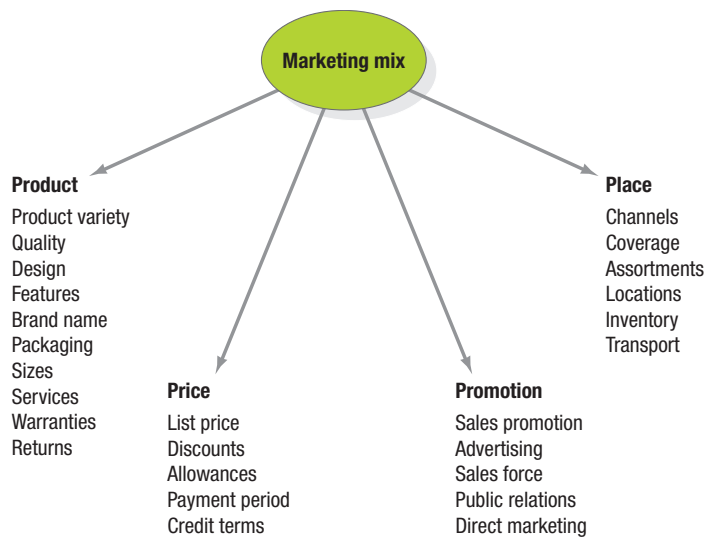 Marketing mix
Product
Product variety
Quality
Design
Features
Brand name
Packaging
Sizes
Services
Warranties
Returns
Price
List price
Discounts
Allowances
Payment period
Credit terms
Promotion
Sales promotion
Advertising
Sales force
Public relations
Direct marketing
Place
Channels
Coverage
Assortments
Locations
Inventory
Transport